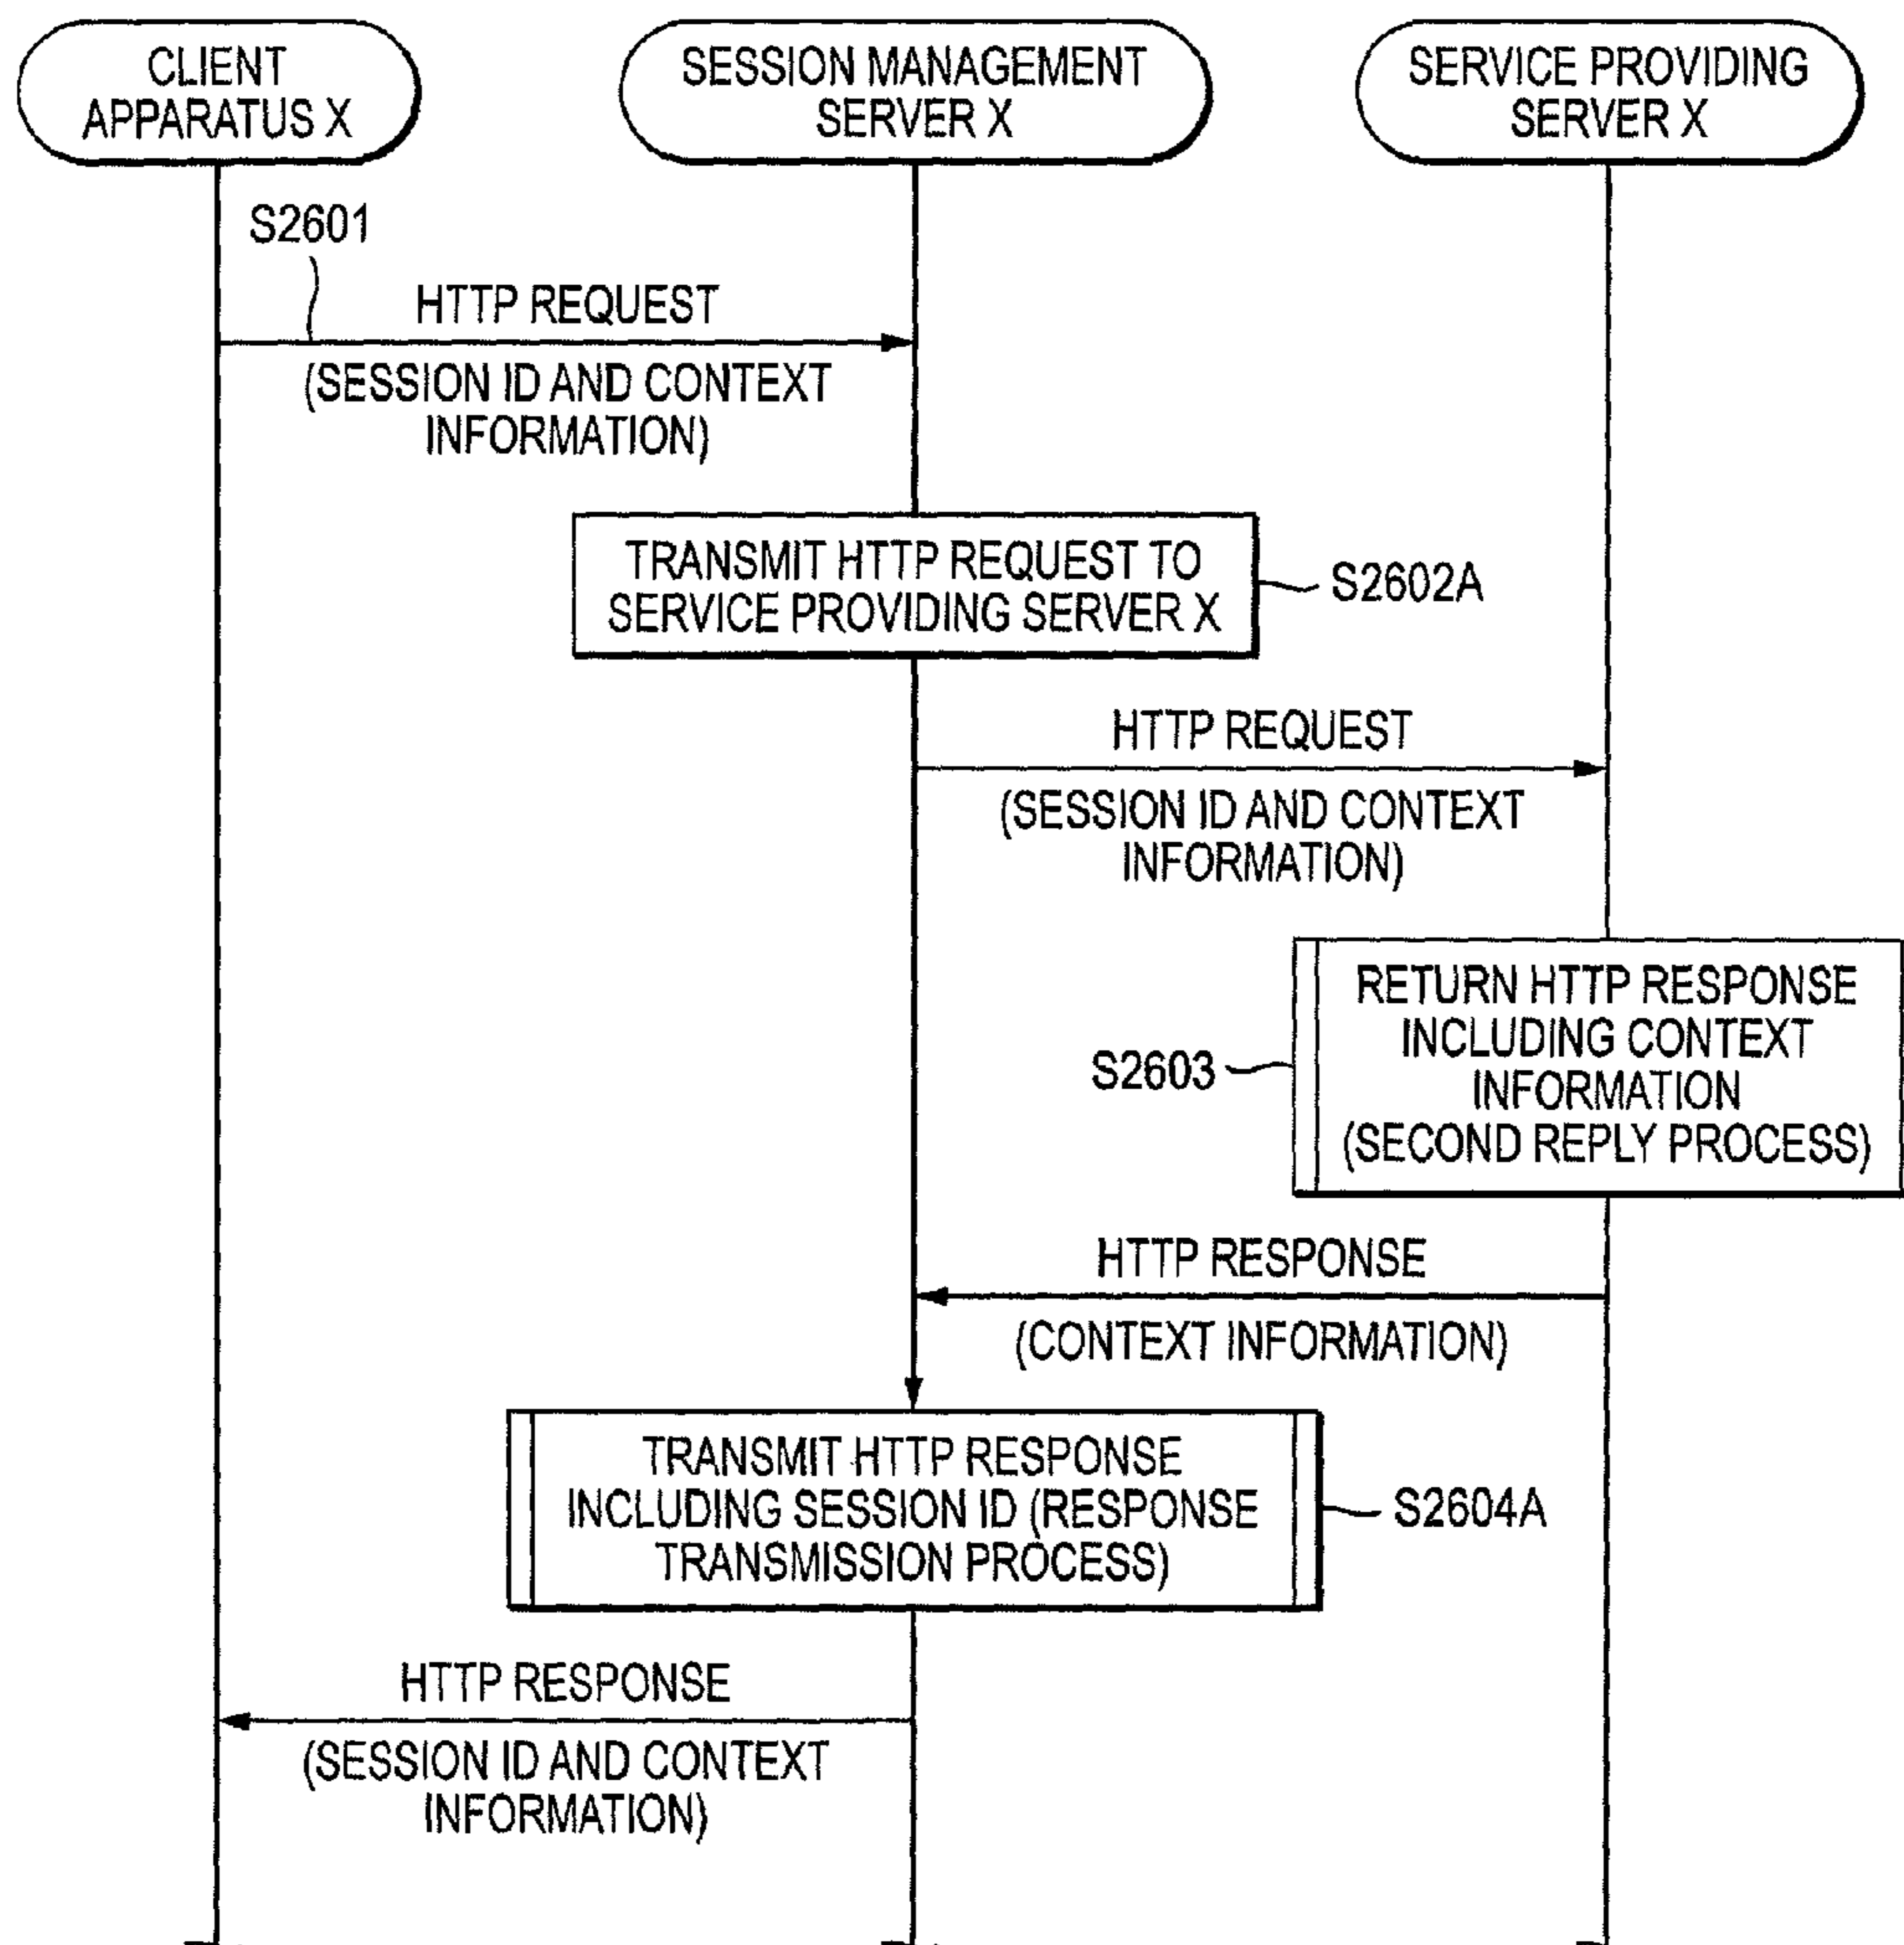 CLIENT
APPARATUS X
SESSION MANAGEMENT
SERVER X
SERVICE PROVIDING
SERVER X
S2601
HTTP REQUEST
(SESSION ID AND CONTEXT
INFORMATION)
TRANSMIT HTTP REQUEST TO
SERVICE PROVIDING SERVER X
S2602A
HTTP REQUEST
(SESSION ID AND CONTEXT
INFORMATION)
RETURN HTTP RESPONSE
INCLUDING CONTEXT
INFORMATION
(SECOND REPLY PROCESS)
S2603
HTTP RESPONSE
(CONTEXT INFORMATION)
TRANSMIT HTTP RESPONSE
INCLUDING SESSION ID (RESPONSE
TRANSMISSION PROCESS)
S2604A
HTTP RESPONSE
(SESSION ID AND CONTEXT
INFORMATION)